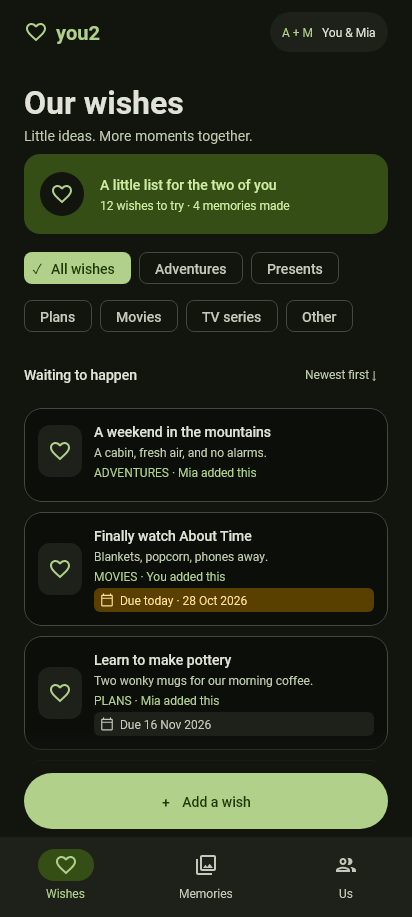 you2
A + M You & Mia
Our wishes
Little ideas. More moments together.
A little list for the two of you
12 wishes to try · 4 memories made
✓ All wishes Adventures Presents
Plans Movies TV series Other
Waiting to happen Newest first ↓
A weekend in the mountains
A cabin, fresh air, and no alarms.
ADVENTURES · Mia added this
Finally watch About Time
Blankets, popcorn, phones away.
MOVIES · You added this
Due today · 28 Oct 2026
Learn to make pottery
Two wonky mugs for our morning coffee.
PLANS · Mia added this
Due 16 Nov 2026
+ Add a wish
Wishes Memories Us